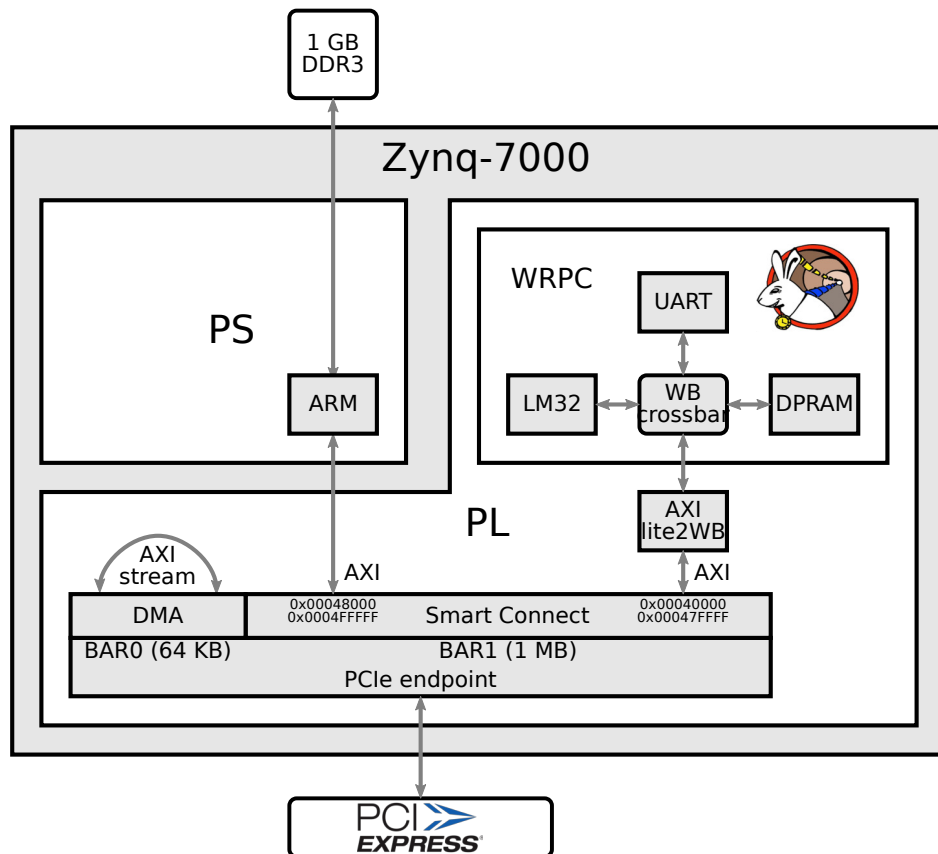 1 GB
DDR3
Zynq-7000
PS
ARM
WRPC
UART
LM32
WB
crossbar
DPRAM
AXI
lite2WB
PL
AXI
stream
AXI
AXI
DMA
0x00048000
0x0004FFFFF
Smart Connect
0x00040000
0x00047FFFF
BAR0 (64 KB)
BAR1 (1 MB)
PCIe endpoint
PCI
EXPRESS